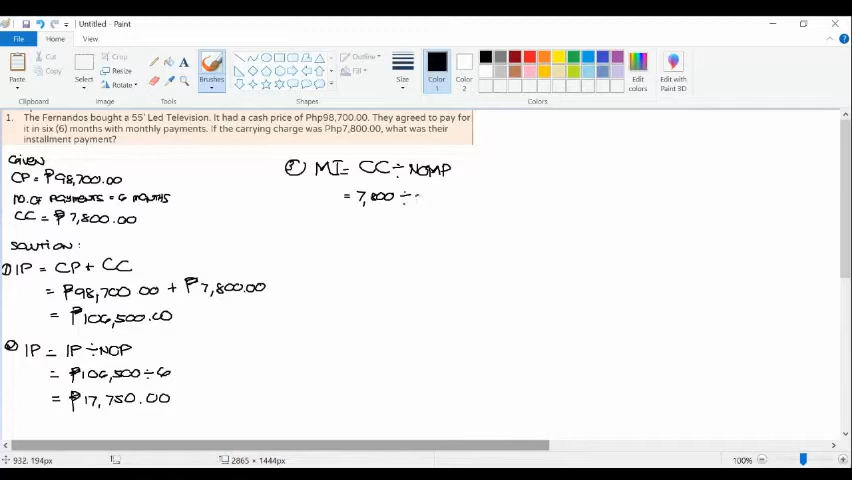 Untitled - Paint
File Home View
Paste
Cut
Copy
Clipboard
Select
Crop
Resize
Rotate
Image
A
Tools
Brushes
Shapes
Outline
Fill
Size
Color 1
Color 2
Colors
Edit colors
Edit with Paint 3D
1. The Fernandos bought a 55' Led Television. It had a cash price of Php98,700.00. They agreed to pay for
it in six (6) months with monthly payments. If the carrying charge was Php7,800.00, what was their
installment payment?
GIVEN
CP = ₱98,700.00
NO. OF PAYMENTS = 6 MONTHS
CC = ₱7,800.00
SOLUTION :
1) IP = CP + CC
= ₱98,700.00 + ₱7,800.00
= ₱106,500.00
2) IP = IP ÷ NOP
= ₱106,500 ÷ 6
= ₱17,750.00
3) MI = CC ÷ NOMP
= 7,800 ÷
932, 194px
2865 × 1444px
100%